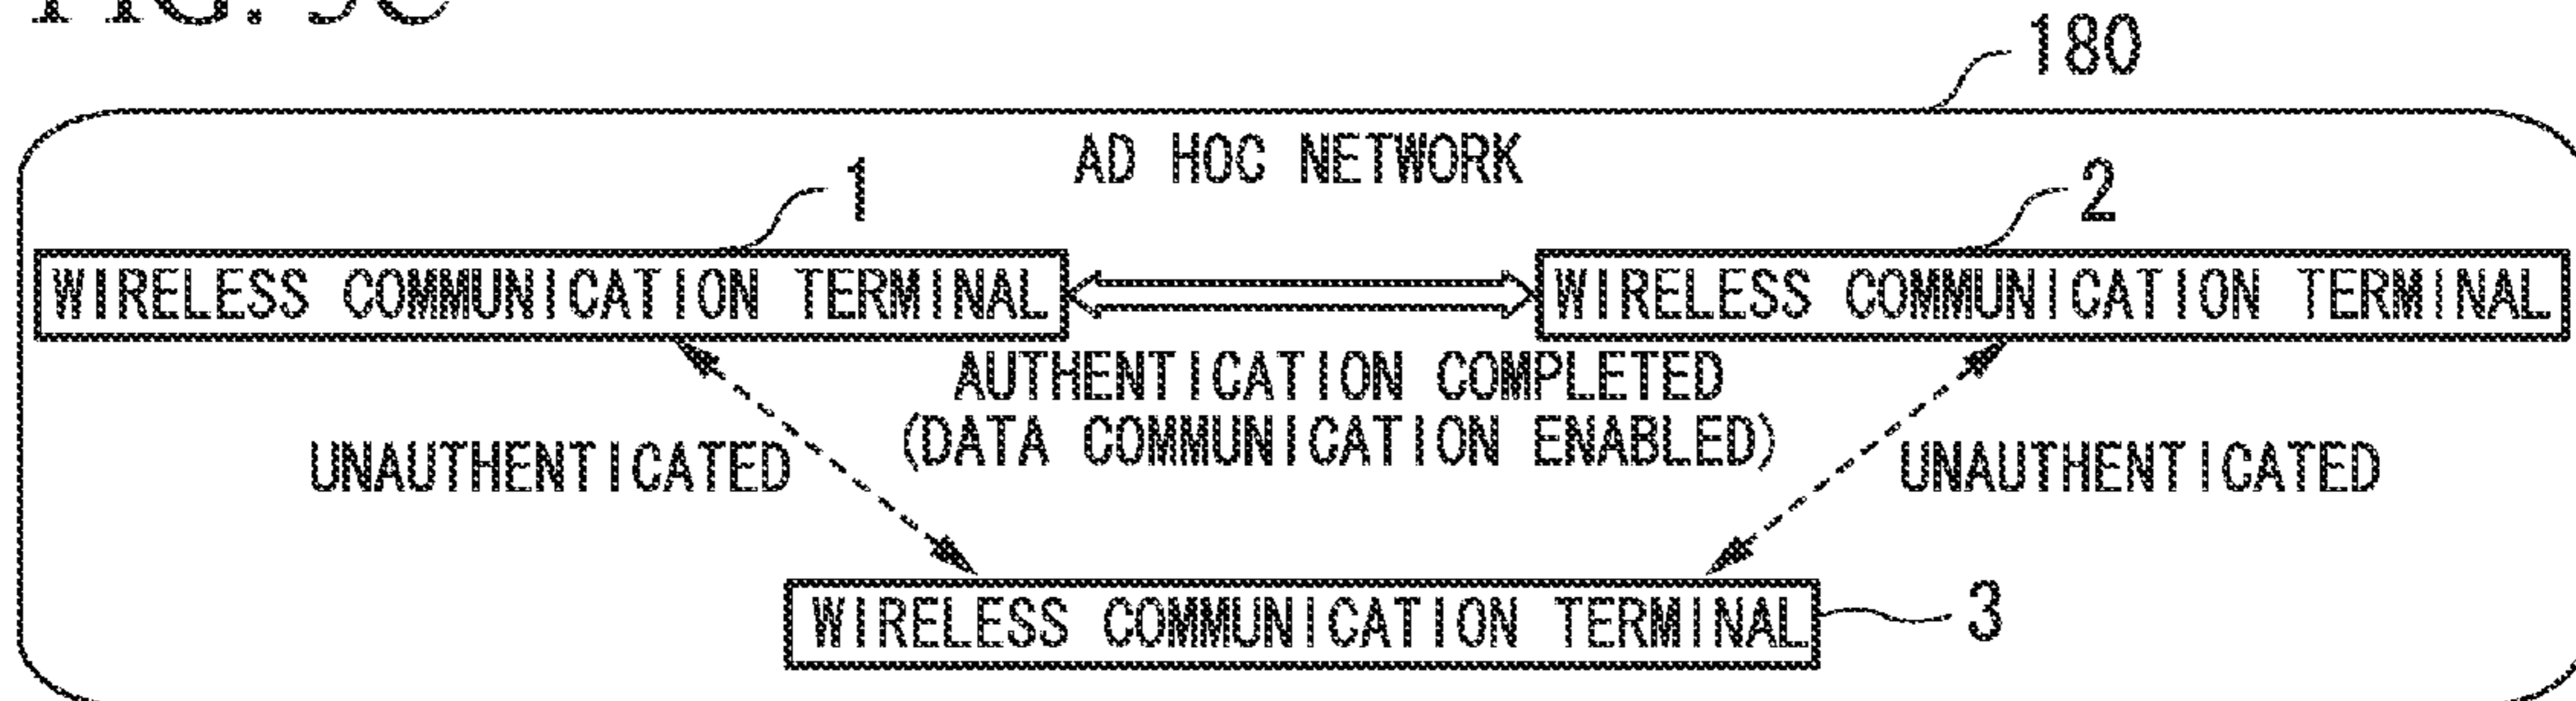 180
AD HOC NETWORK
1
2
WIRELESS COMMUNICATION TERMINAL
WIRELESS COMMUNICATION TERMINAL
AUTHENTICATION COMPLETED
(DATA COMMUNICATION ENABLED)
UNAUTHENTICATED
UNAUTHENTICATED
WIRELESS COMMUNICATION TERMINAL
3